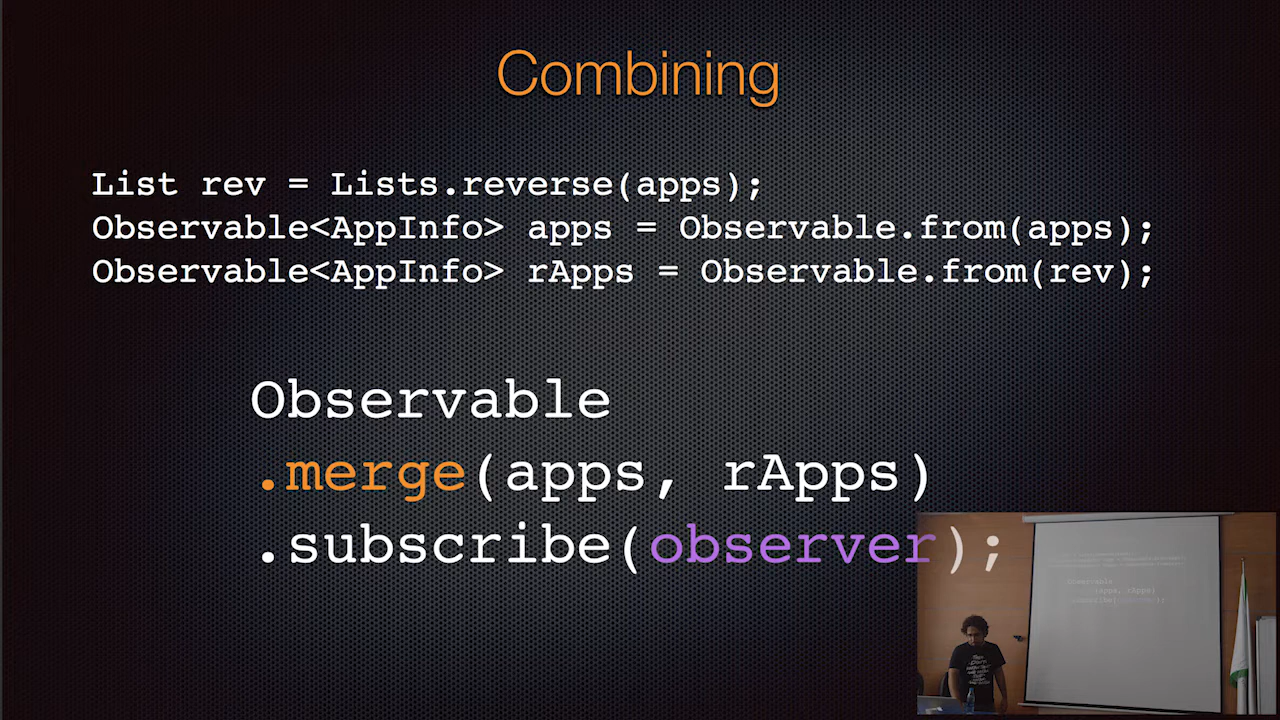 Combining
List rev = Lists.reverse(apps);
Observable<AppInfo> apps = Observable.from(apps);
Observable<AppInfo> rApps = Observable.from(rev);
Observable
.merge(apps, rApps)
.subscribe(observer);